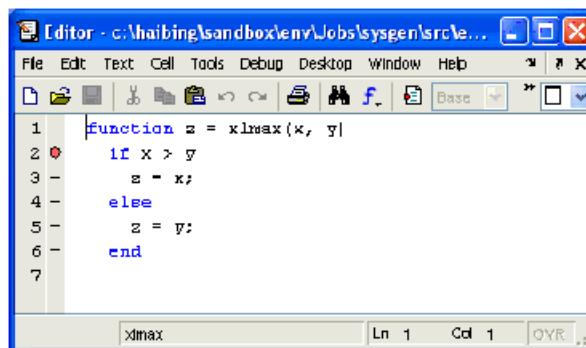 Editor - c:\haibing\sandbox\env\Jobs\sysgen\src\e...
File Edit Text Cell Tools Debug Desktop Window Help
Base
1 function z = xlmax(x, y)
2 if x > y
3 - z = x;
4 - else
5 - z = y;
6 - end
7
xlmax Ln 1 Col 1 OVR